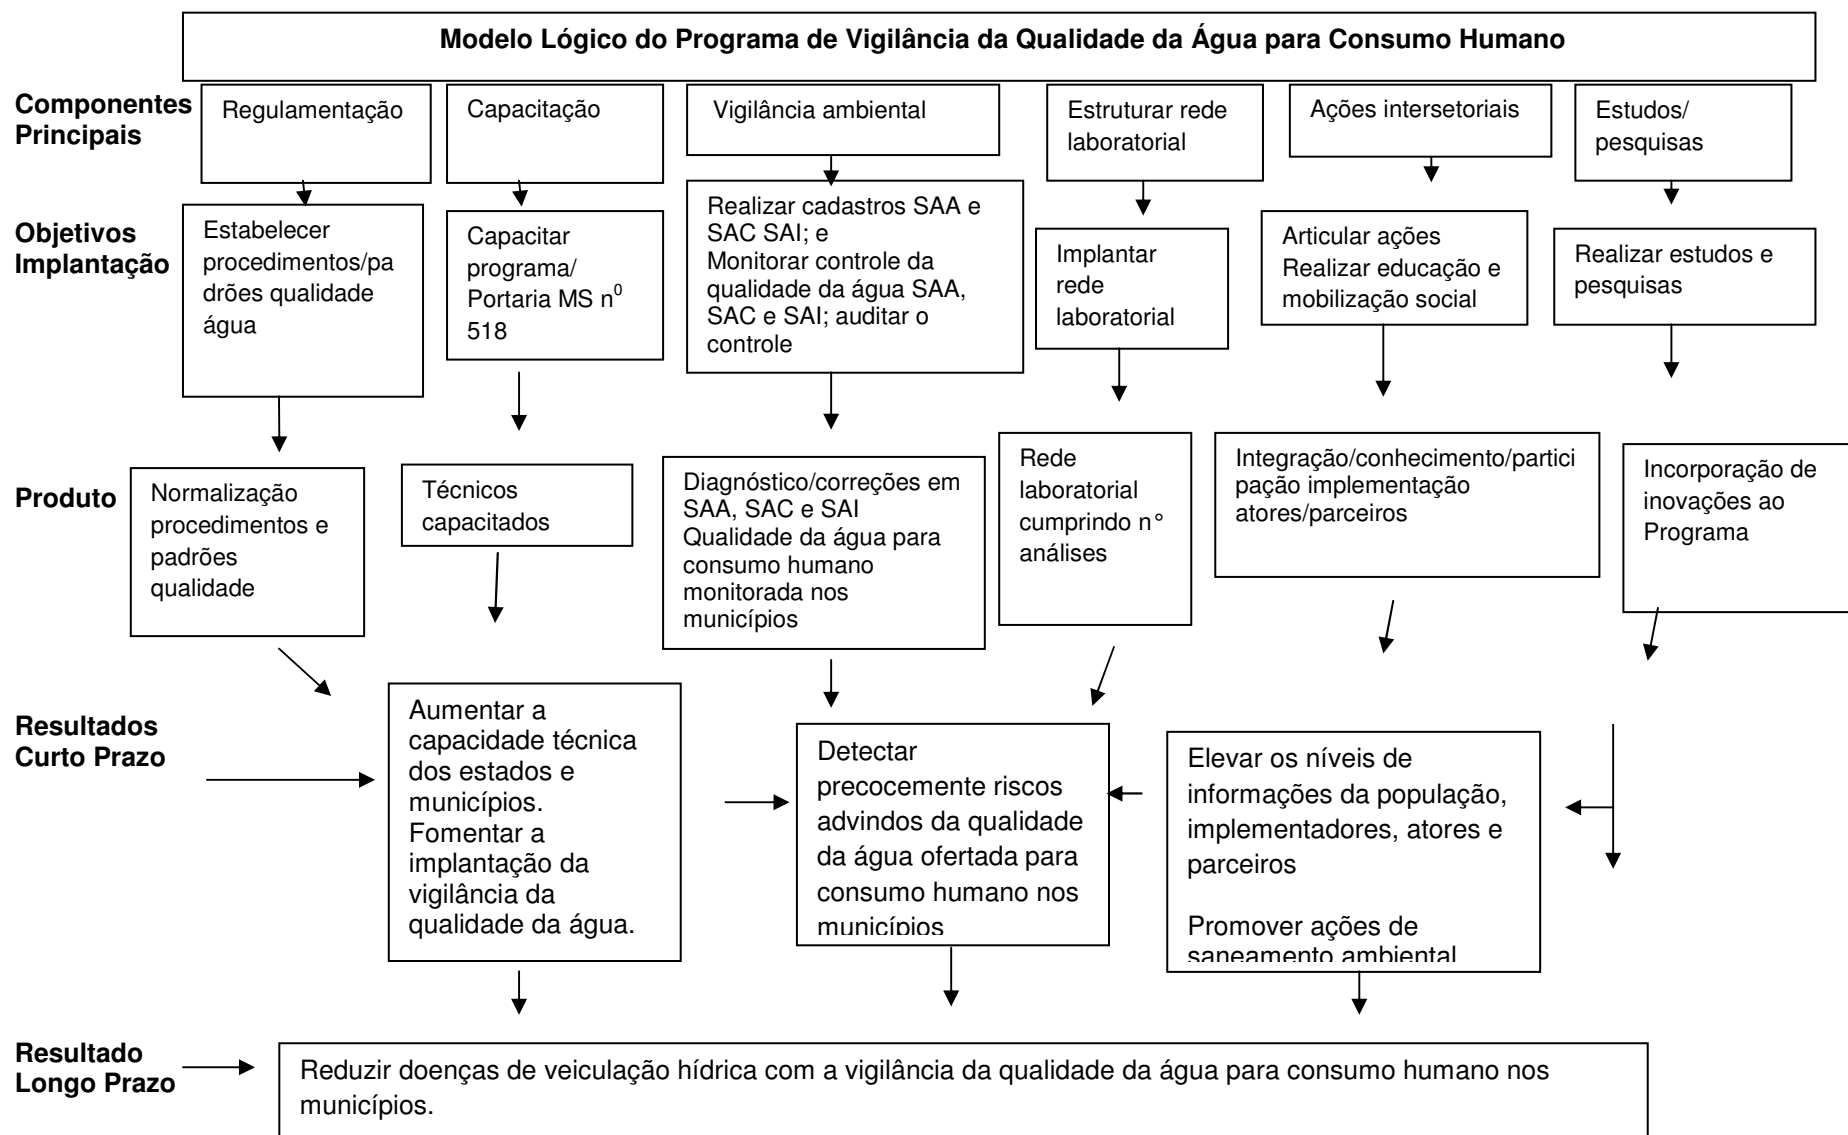 Modelo Lógico do Programa de Vigilância da Qualidade da Água para Consumo Humano
Componentes
Principais
Regulamentação
Capacitação
Vigilância ambiental
Estruturar rede
laboratorial
Ações intersetoriais
Estudos/
pesquisas
Objetivos
Implantação
Estabelecer
procedimentos/pa
drões qualidade
água
Capacitar
programa/
Portaria MS n⁰
518
Realizar cadastros SAA e
SAC SAI; e
Monitorar controle da
qualidade da água SAA,
SAC e SAI; auditar o
controle
Implantar
rede
laboratorial
Articular ações
Realizar educação e
mobilização social
Realizar estudos e
pesquisas
Produto
Normalização
procedimentos e
padrões
qualidade
Técnicos
capacitados
Diagnóstico/correções em
SAA, SAC e SAI
Qualidade da água para
consumo humano
monitorada nos
municípios
Rede
laboratorial
cumprindo n°
análises
Integração/conhecimento/partici
pação implementação
atores/parceiros
Incorporação de
inovações ao
Programa
Resultados
Curto Prazo
Aumentar a
capacidade técnica
dos estados e
municípios.
Fomentar a
implantação da
vigilância da
qualidade da água.
Detectar
precocemente riscos
advindos da qualidade
da água ofertada para
consumo humano nos
municípios
Elevar os níveis de
informações da população,
implementadores, atores e
parceiros
Promover ações de
saneamento ambiental
Resultado
Longo Prazo
Reduzir doenças de veiculação hídrica com a vigilância da qualidade da água para consumo humano nos
municípios.